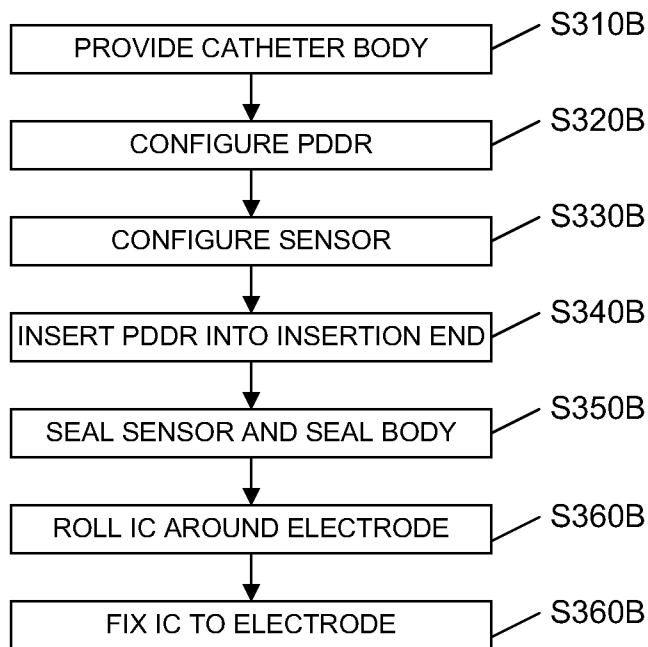 PROVIDE CATHETER BODY
S310B
CONFIGURE PDDR
S320B
CONFIGURE SENSOR
S330B
INSERT PDDR INTO INSERTION END
S340B
SEAL SENSOR AND SEAL BODY
S350B
ROLL IC AROUND ELECTRODE
S360B
FIX IC TO ELECTRODE
S360B